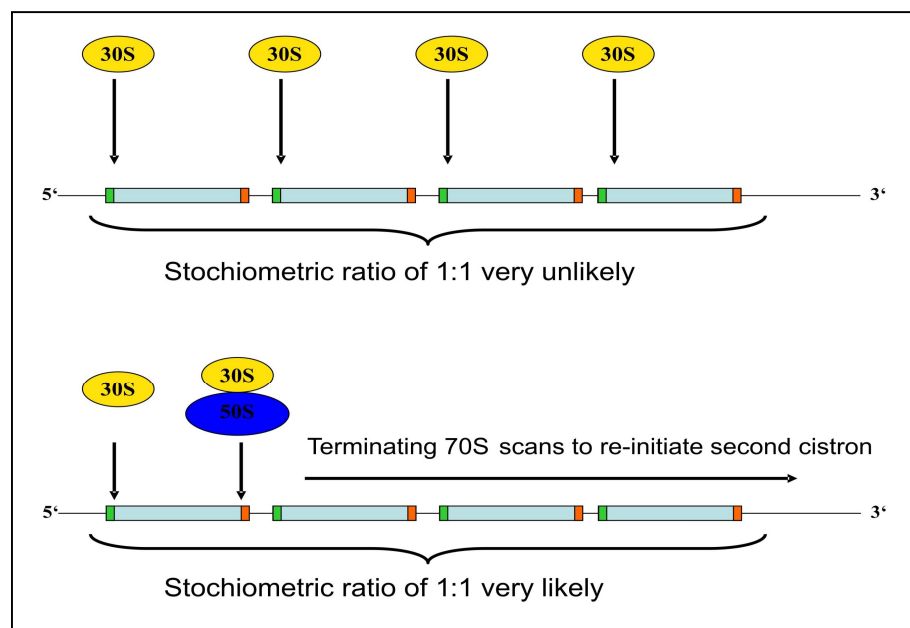 30S 30S 30S 30S
5‘ 3‘
Stochiometric ratio of 1:1 very unlikely
30S 30S
50S
Terminating 70S scans to re-initiate second cistron
5‘ 3‘
Stochiometric ratio of 1:1 very likely